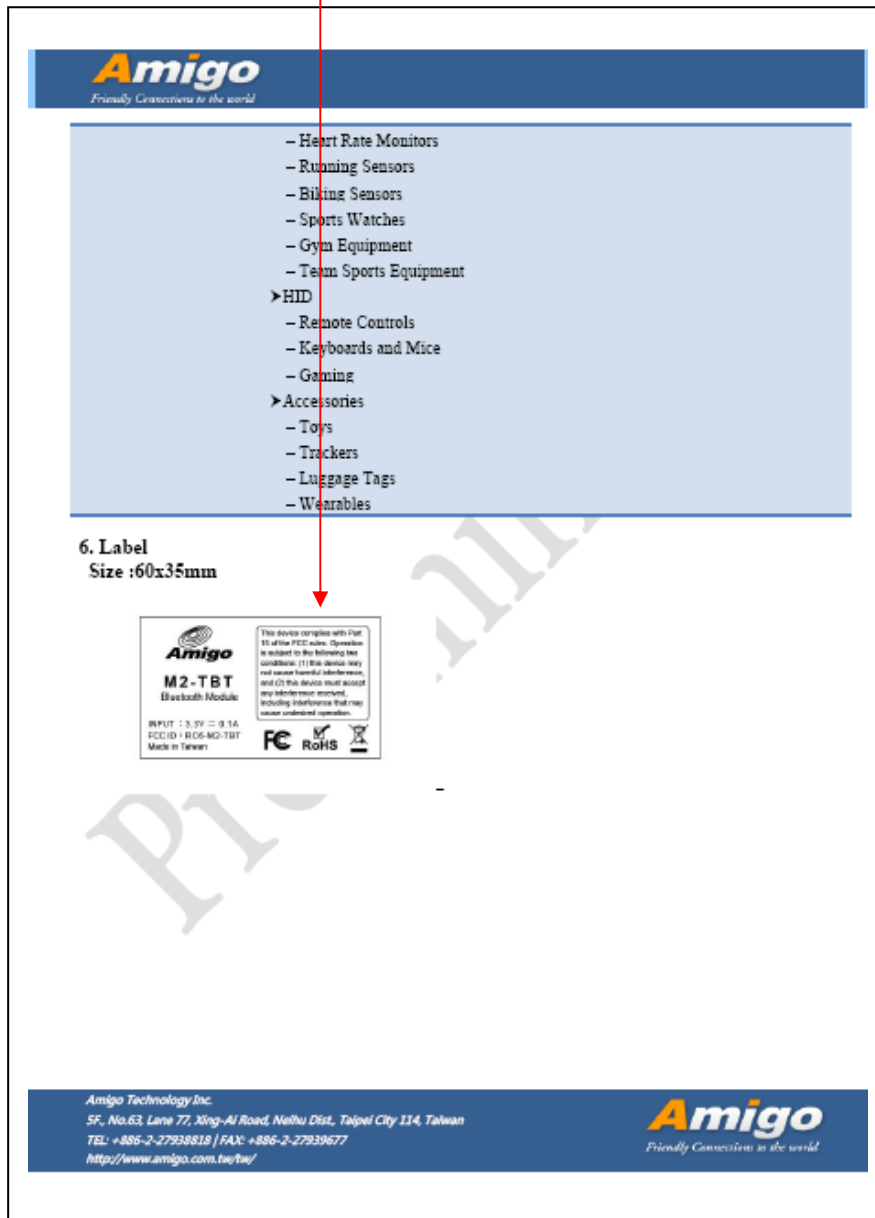 Amigo
Friendly Connections to the world
– Heart Rate Monitors
– Running Sensors
– Biking Sensors
– Sports Watches
– Gym Equipment
– Team Sports Equipment
➤HID
– Remote Controls
– Keyboards and Mice
– Gaming
➤Accessories
– Toys
– Trackers
– Luggage Tags
– Wearables
6. Label
Size :60x35mm
Amigo
M2-TBT
Bluetooth Module
INPUT : 3.3V ⎓ 0.1A
FCC ID : RO6-M2-TBT
Made in Taiwan
This device complies with Part
15 of the FCC rules. Operation
is subject to the following two
conditions: (1) this device may
not cause harmful interference,
and (2) this device must accept
any interference received,
including interference that may
cause undesired operation.
FC RoHS
-
Amigo Technology Inc.
5F., No.63, Lane 77, Xing-Ai Road, Neihu Dist., Taipei City 114, Taiwan
TEL: +886-2-27938818 | FAX: +886-2-27939677
http://www.amigo.com.tw/tw/
Amigo
Friendly Connections to the world